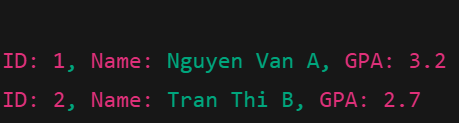 ID: 1, Name: Nguyen Van A, GPA: 3.2
ID: 2, Name: Tran Thi B, GPA: 2.7